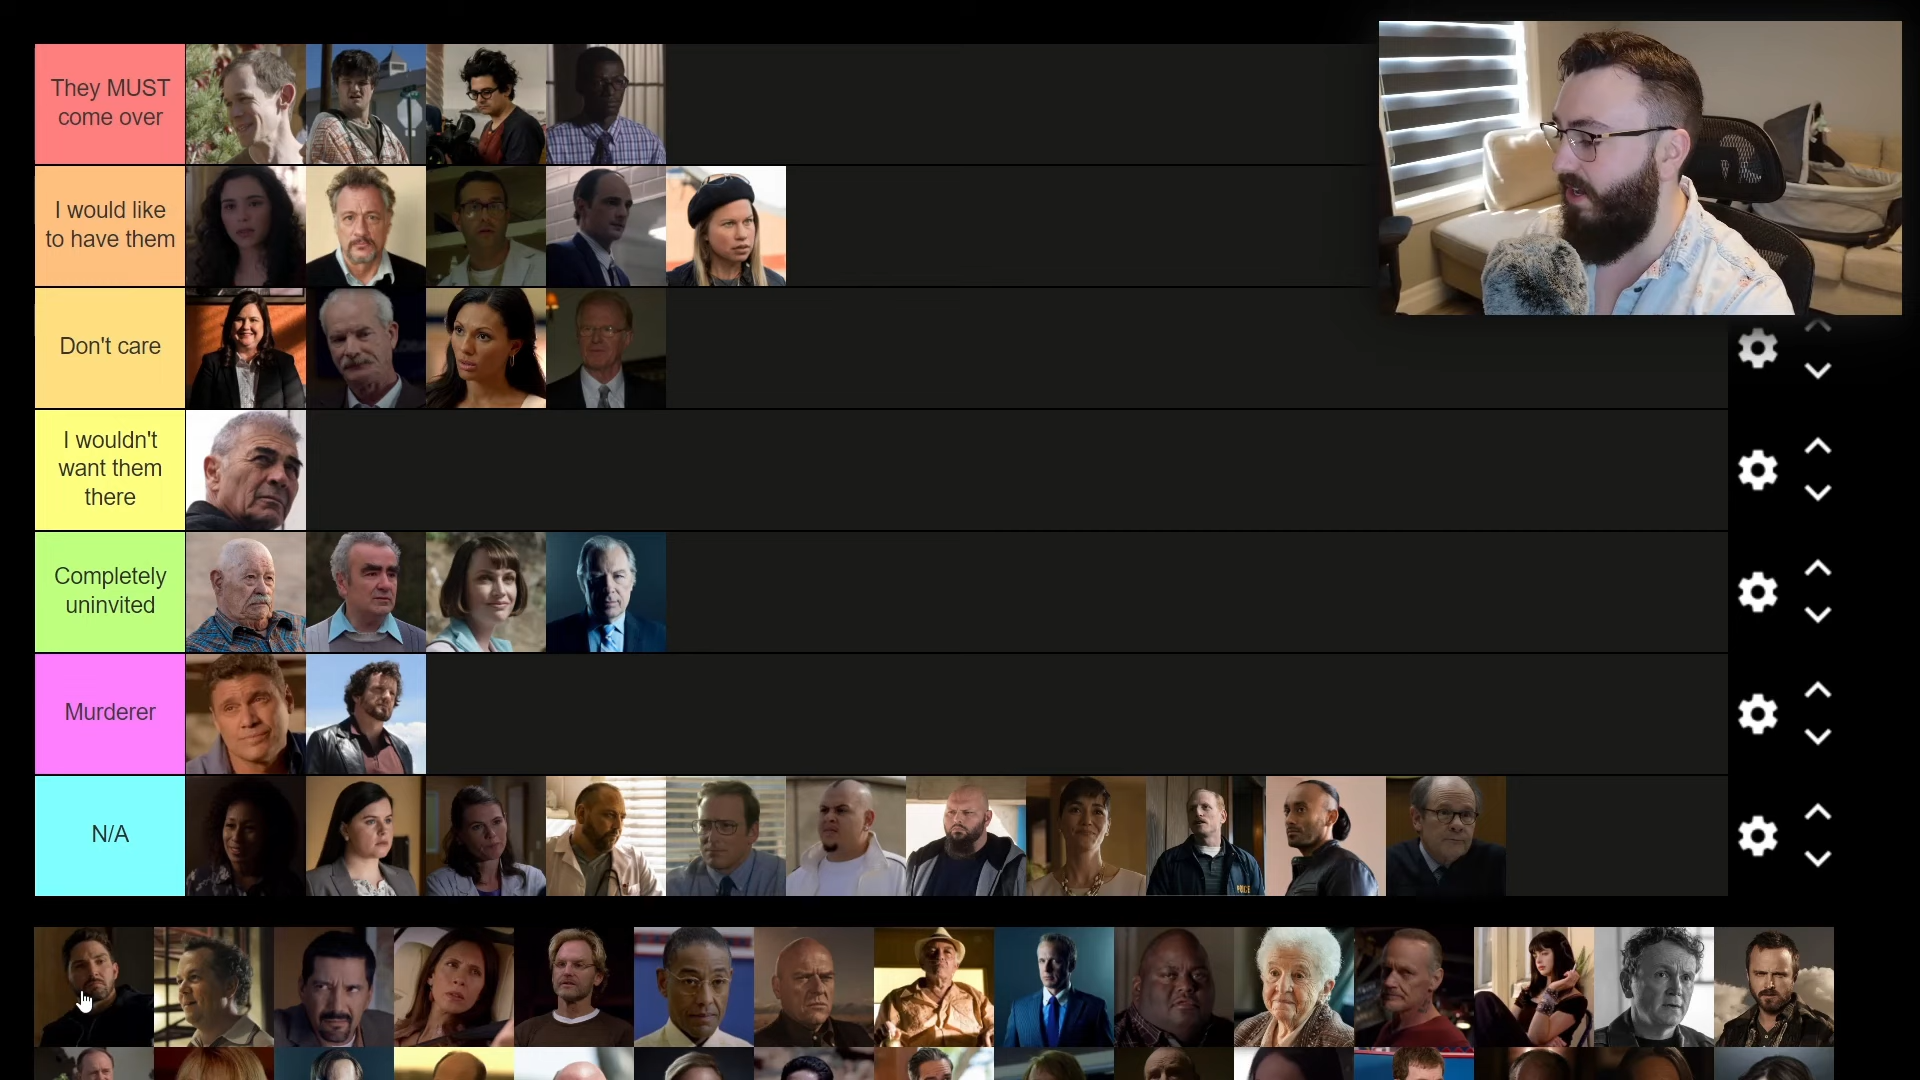 They MUST
come over
I would like
to have them
Don't care
I wouldn't
want them
there
Completely
uninvited
Murderer
N/A